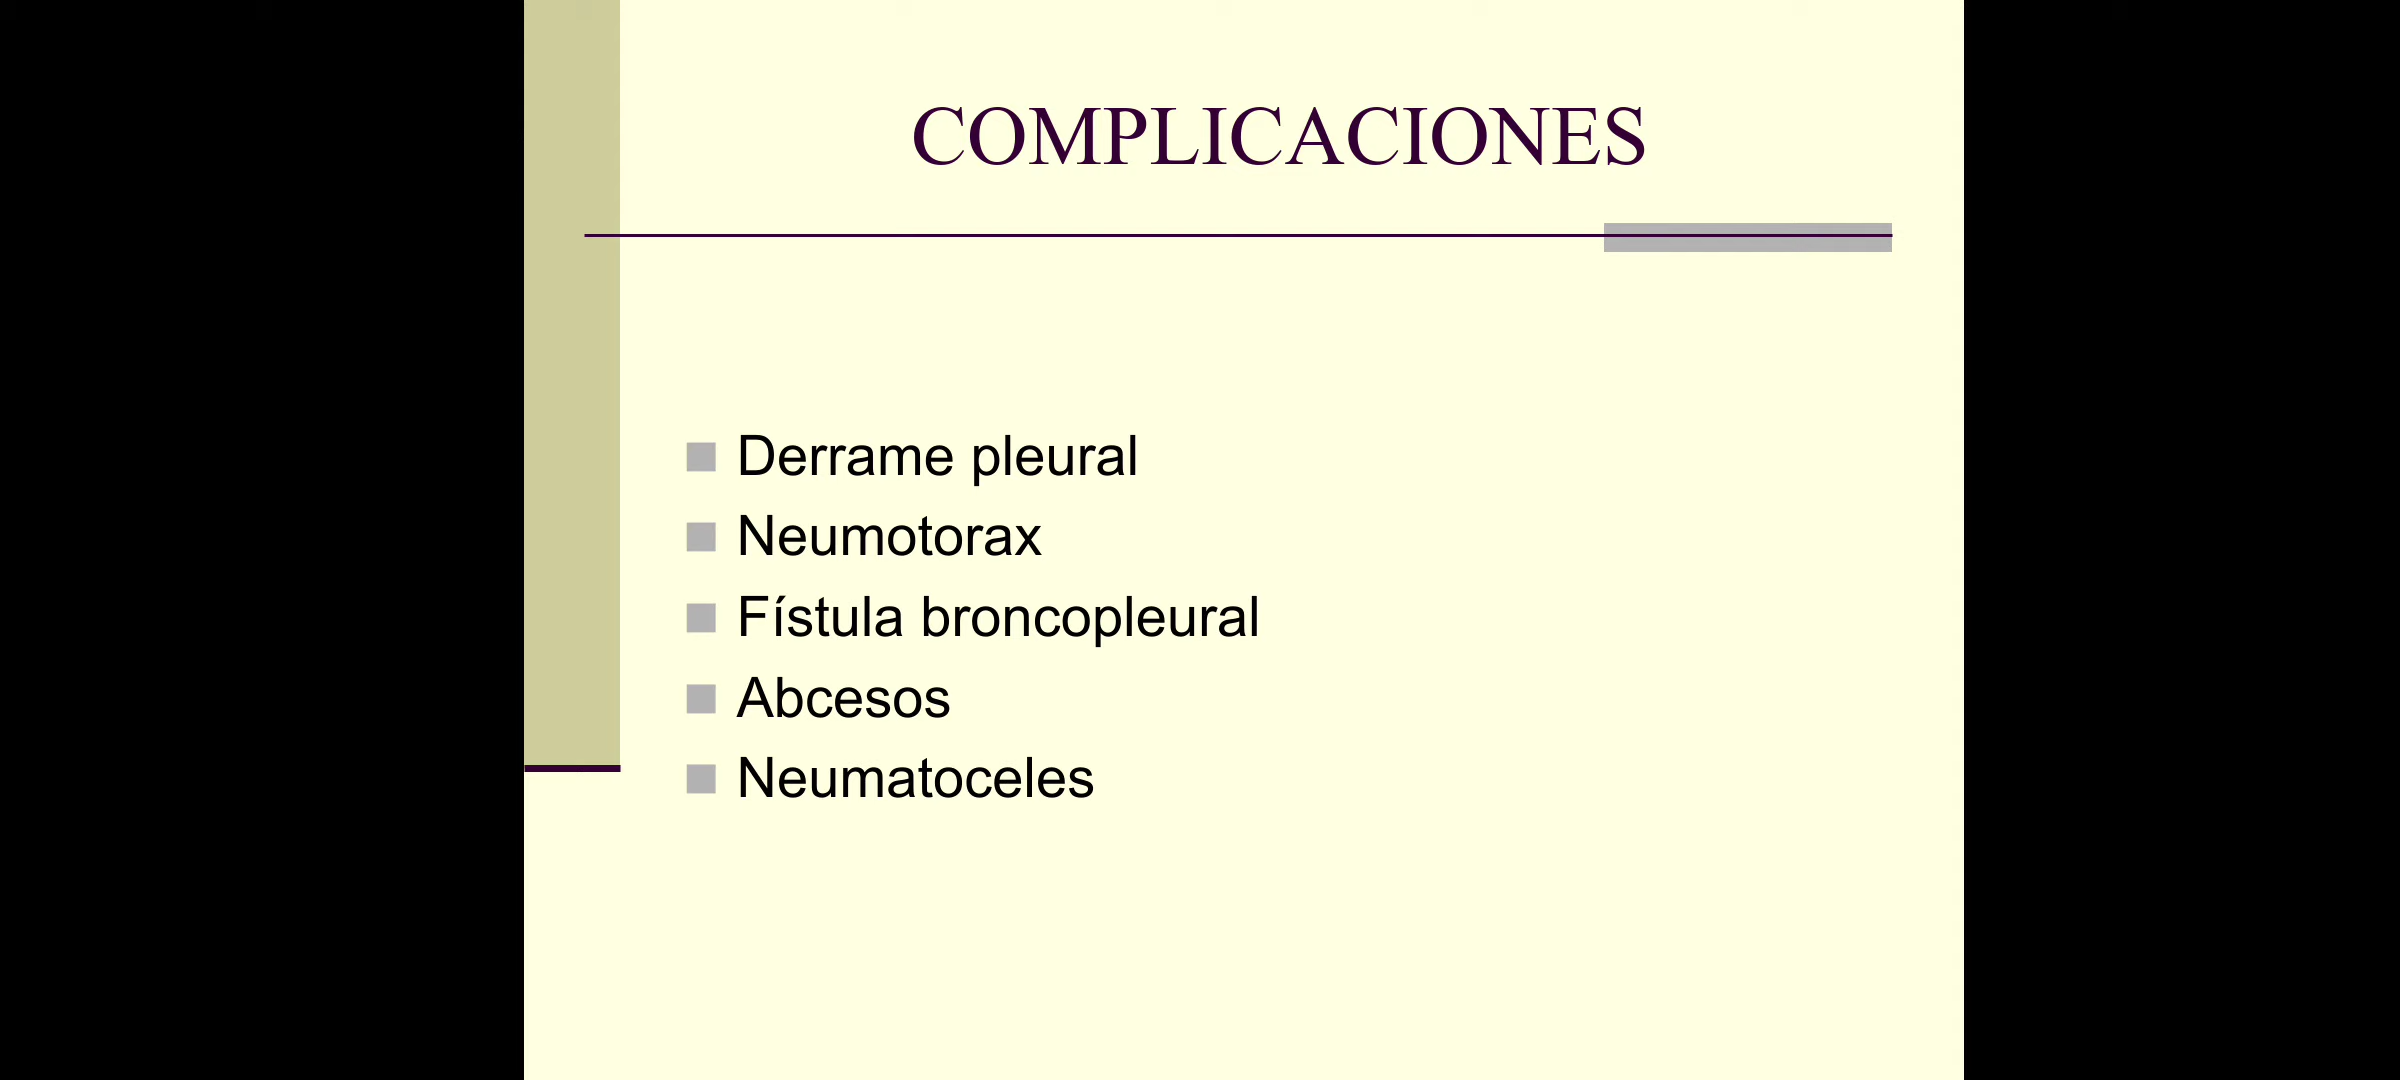 COMPLICACIONES
Derrame pleural
Neumotorax
Fístula broncopleural
Abcesos
Neumatoceles